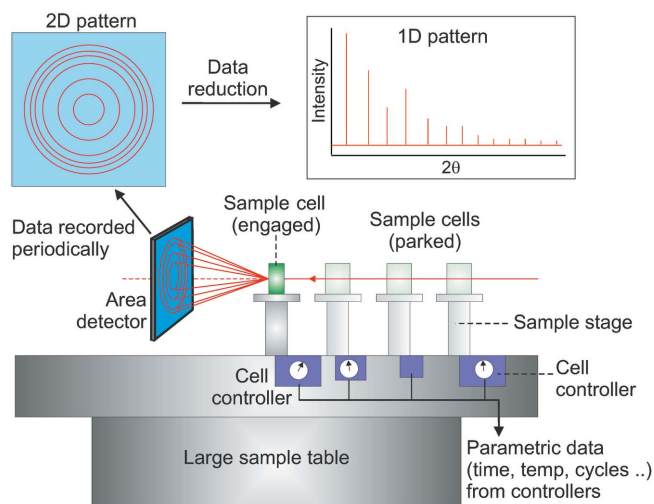 2D pattern
Data
reduction
1D pattern
Intensity
2θ
Data recorded
periodically
Area
detector
Sample cell
(engaged)
Sample cells
(parked)
Sample stage
Cell
controller
Cell
controller
Large sample table
Parametric data
(time, temp, cycles ..)
from controllers